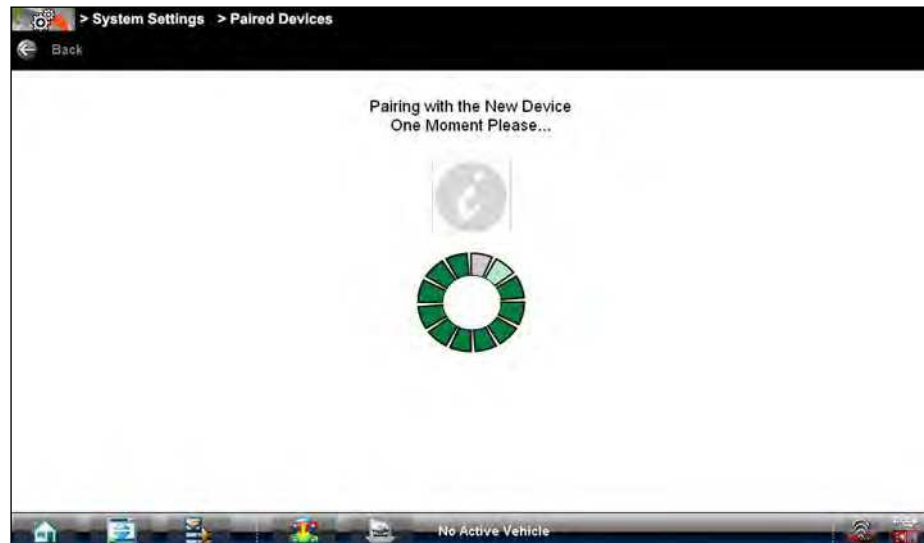 > System Settings > Paired Devices
Back
Pairing with the New Device
One Moment Please...
No Active Vehicle